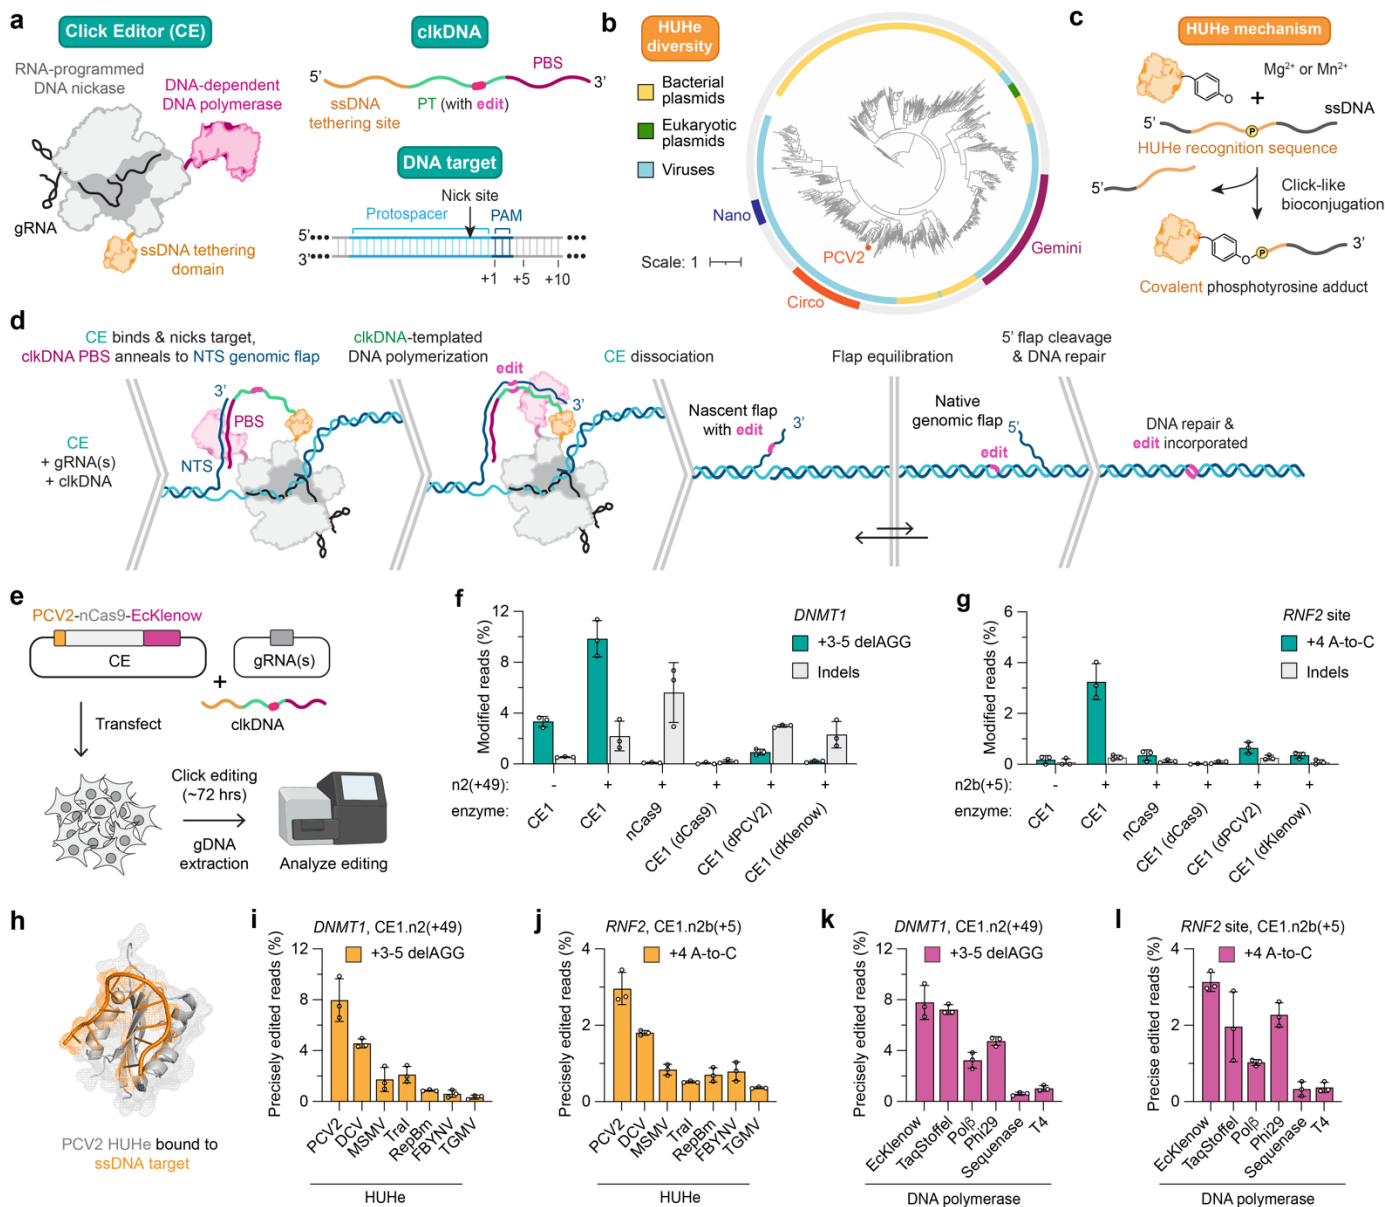 a
Click Editor (CE)
RNA-programmed
DNA nickase
DNA-dependent
DNA polymerase
gRNA
ssDNA tethering
domain
clkDNA
PBS
5’
3’
ssDNA
tethering site
PT (with edit)
DNA target
Nick site
Protospacer
PAM
5’
3’
+1
+5
+10
b
HUHe
diversity
Bacterial
plasmids
Eukaryotic
plasmids
Viruses
Nano
Scale: 1
PCV2
Circo
Gemini
c
HUHe mechanism
Mg2+ or Mn2+
O
+
ssDNA
5’
P
HUHe recognition sequence
5’
Click-like
bioconjugation
O
P
3’
Covalent phosphotyrosine adduct
d
CE binds & nicks target,
clkDNA PBS anneals to NTS genomic flap
clkDNA-templated
DNA polymerization
CE dissociation
Flap equilibration
5’ flap cleavage
& DNA repair
CE
+ gRNA(s)
+ clkDNA
3’
PBS
NTS
edit
3’
Nascent flap
with edit
3’
Native
genomic flap
5’
edit
DNA repair &
edit incorporated
e
PCV2-nCas9-EcKlenow
CE
gRNA(s)
+
clkDNA
Transfect
Click editing
(~72 hrs)
gDNA
extraction
Analyze editing
f
DNMT1
+3-5 delAGG
Indels
Modified reads (%)
12
8
4
0
n2(+49):
- + + + + +
enzyme:
CE1
CE1
nCas9
CE1 (dCas9)
CE1 (dPCV2)
CE1 (dKlenow)
g
RNF2 site
+4 A-to-C
Indels
Modified reads (%)
6
4
2
0
n2b(+5):
- + + + + +
enzyme:
CE1
CE1
nCas9
CE1 (dCas9)
CE1 (dPCV2)
CE1 (dKlenow)
h
PCV2 HUHe bound to
ssDNA target
i
DNMT1, CE1.n2(+49)
+3-5 delAGG
Precisely edited reads (%)
12
8
4
0
PCV2
DCV
MSMV
TraI
RepBm
FBYNV
TGMV
HUHe
j
RNF2, CE1.n2b(+5)
+4 A-to-C
Precisely edited reads (%)
4
2
0
PCV2
DCV
MSMV
TraI
RepBm
FBYNV
TGMV
HUHe
k
DNMT1, CE1.n2(+49)
+3-5 delAGG
Precisely edited reads (%)
12
8
4
0
EcKlenow
TaqStoffel
Polβ
Phi29
Sequenase
T4
DNA polymerase
l
RNF2 site, CE1.n2b(+5)
+4 A-to-C
Precise edited reads (%)
4
2
0
EcKlenow
TaqStoffel
Polβ
Phi29
Sequenase
T4
DNA polymerase